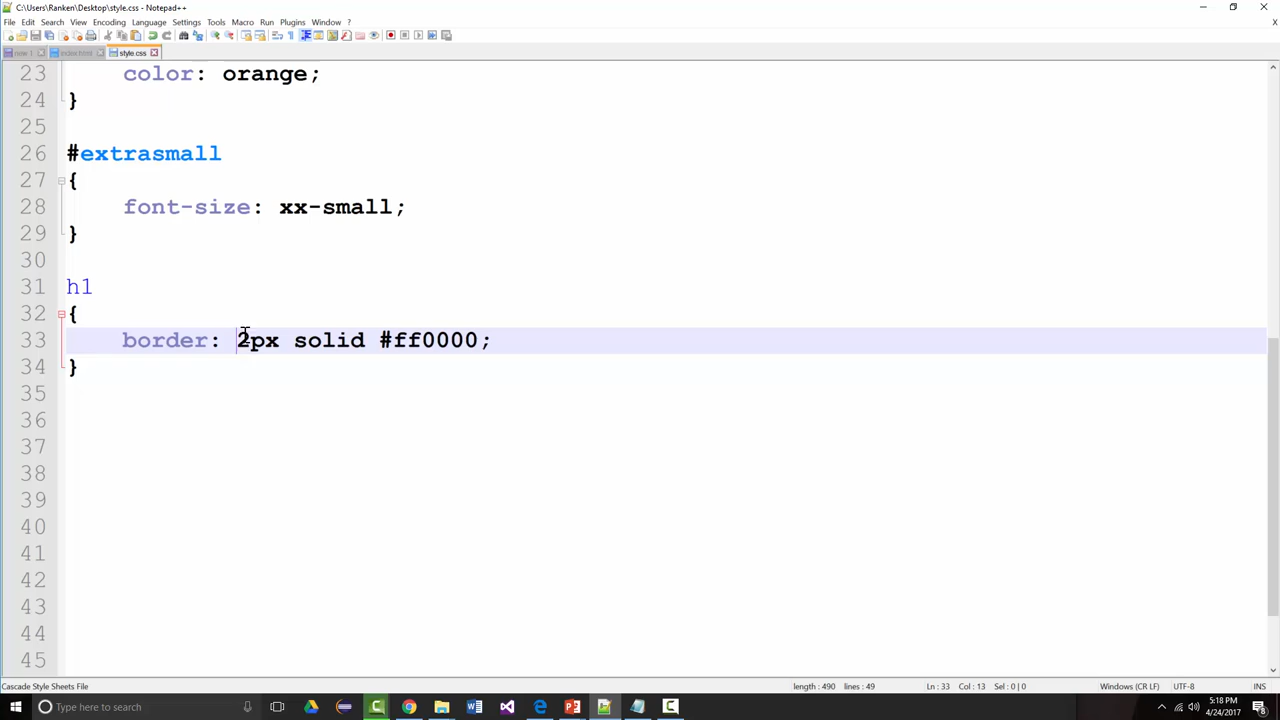 C:\Users\Ranken\Desktop\style.css - Notepad++
File Edit Search View Encoding Language Settings Tools Macro Run Plugins Window ?
X
new 1 index.html style.css
23 color: orange;
24 }
25
26 #extrasmall
27 {
28 font-size: xx-small;
29 }
30
31 h1
32 {
33 border: 2px solid #ff0000;
34 }
35
36
37
38
39
40
41
42
43
44
45
Cascade Style Sheets File length : 490 lines : 49 Ln : 33 Col : 13 Sel : 0 | 0 Windows (CR LF) UTF-8 INS
Type here to search
5:18 PM
4/24/2017